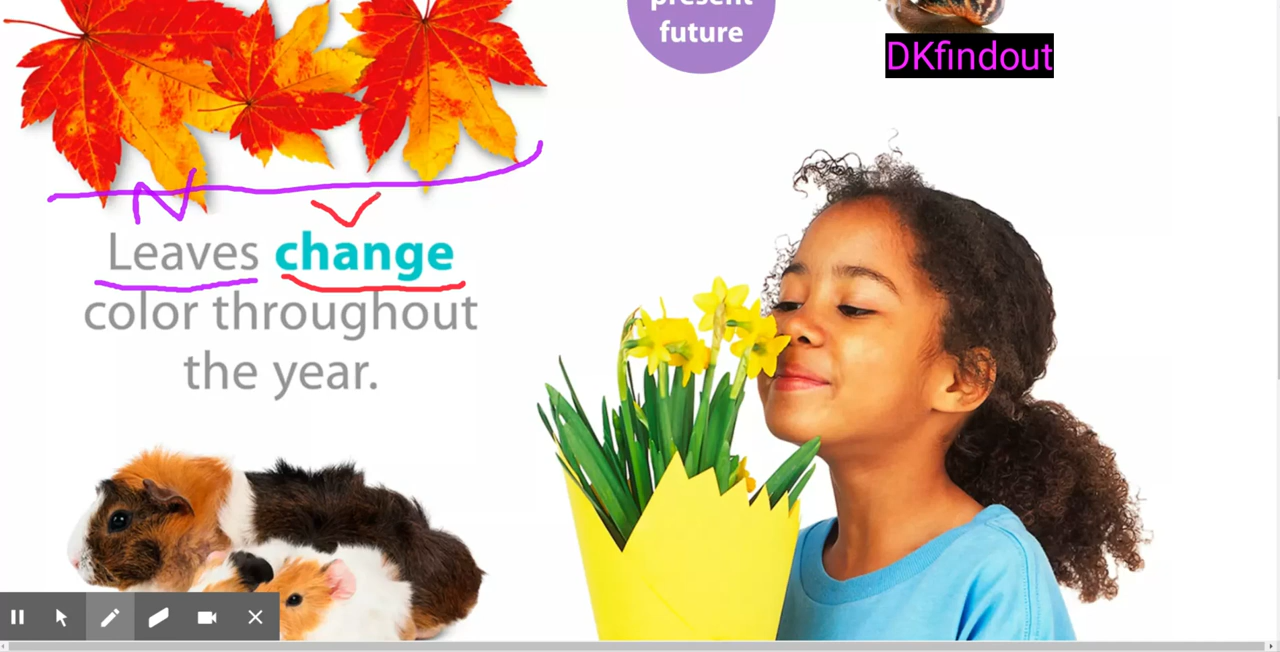 present
future
DKfindout
N
V
Leaves change
color throughout
the year.